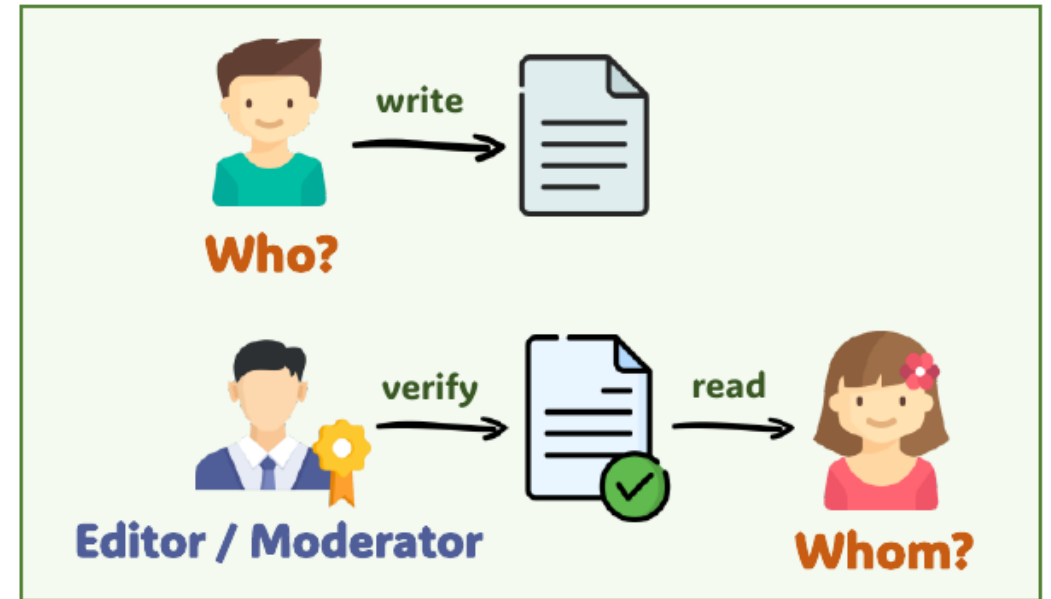 write
Who?
verify
read
Editor / Moderator
Whom?